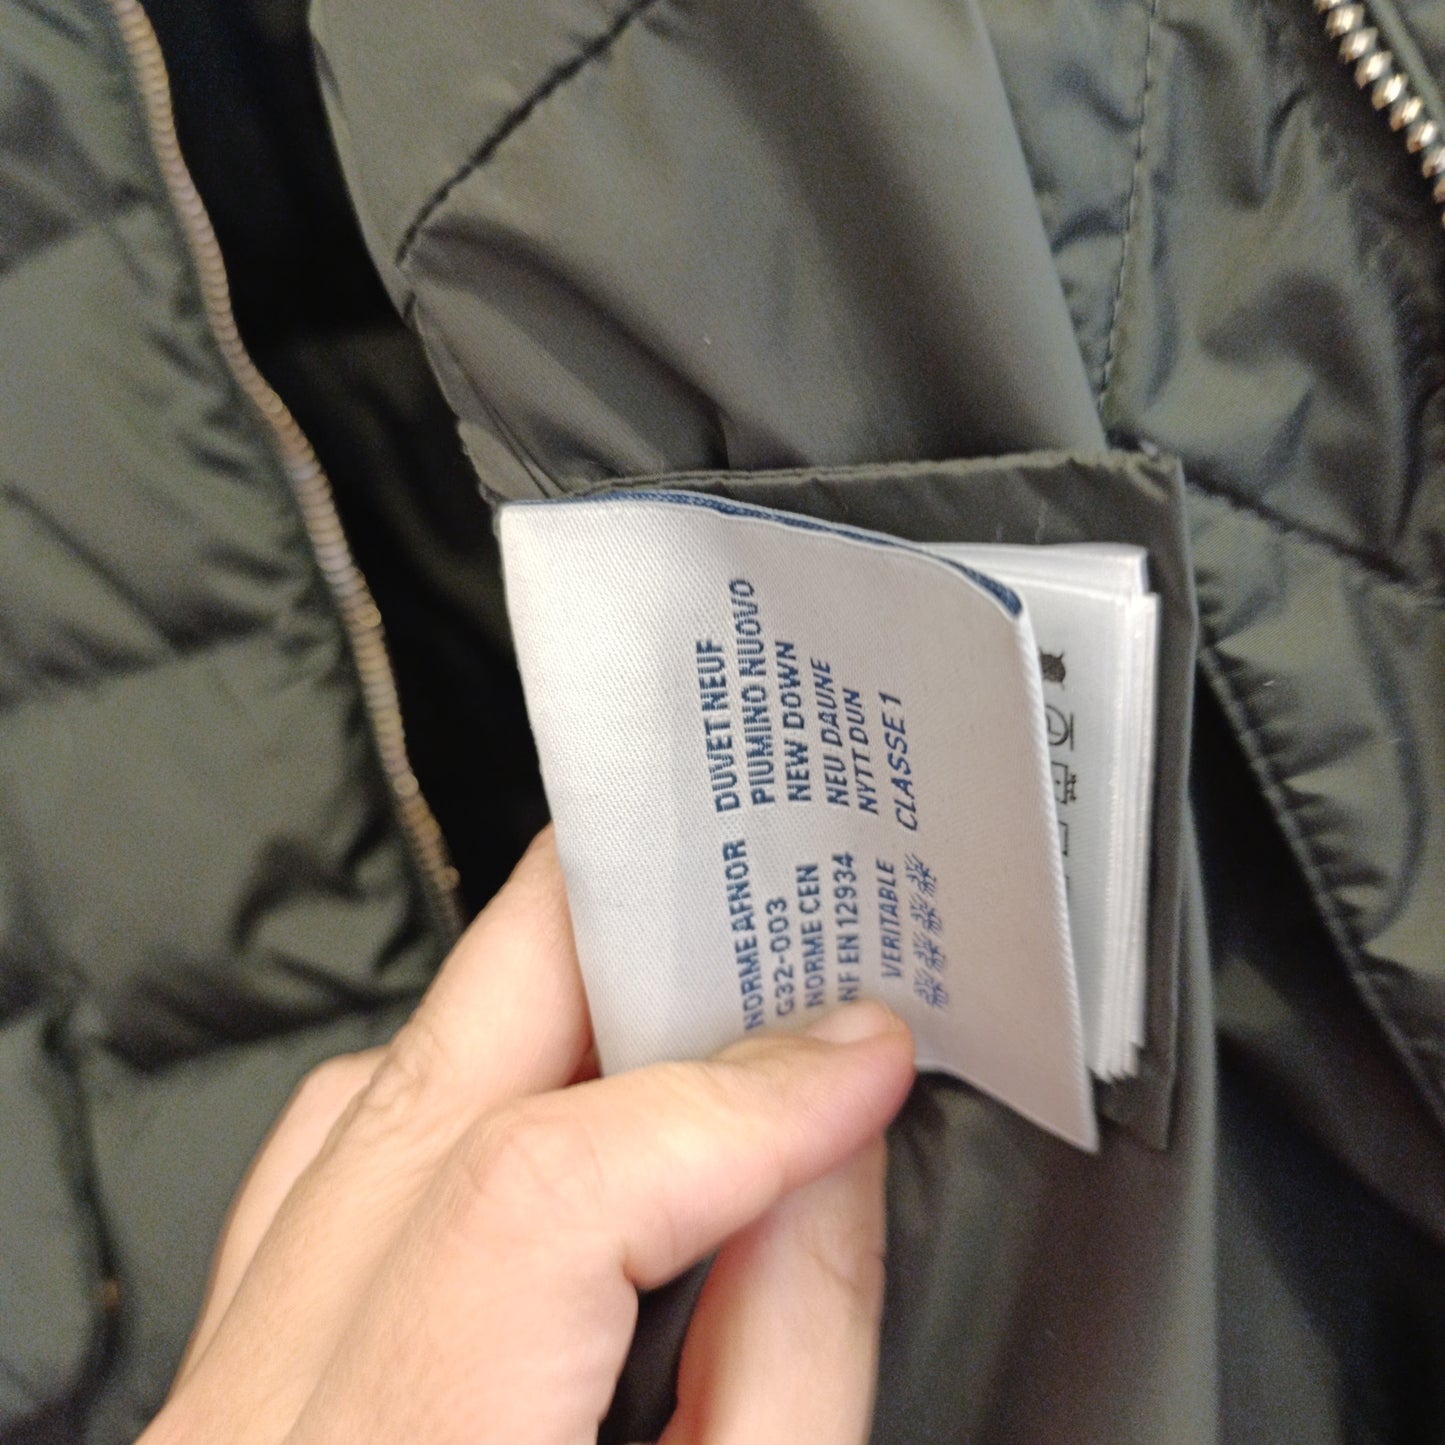 NORME AFNOR
G32-003
NORME CEN
NF EN 12934
DUVET NEUF
PIUMINO NUOVO
NEW DOWN
NEU DAUNE
NYTT DUN
VERITABLE
CLASSE 1